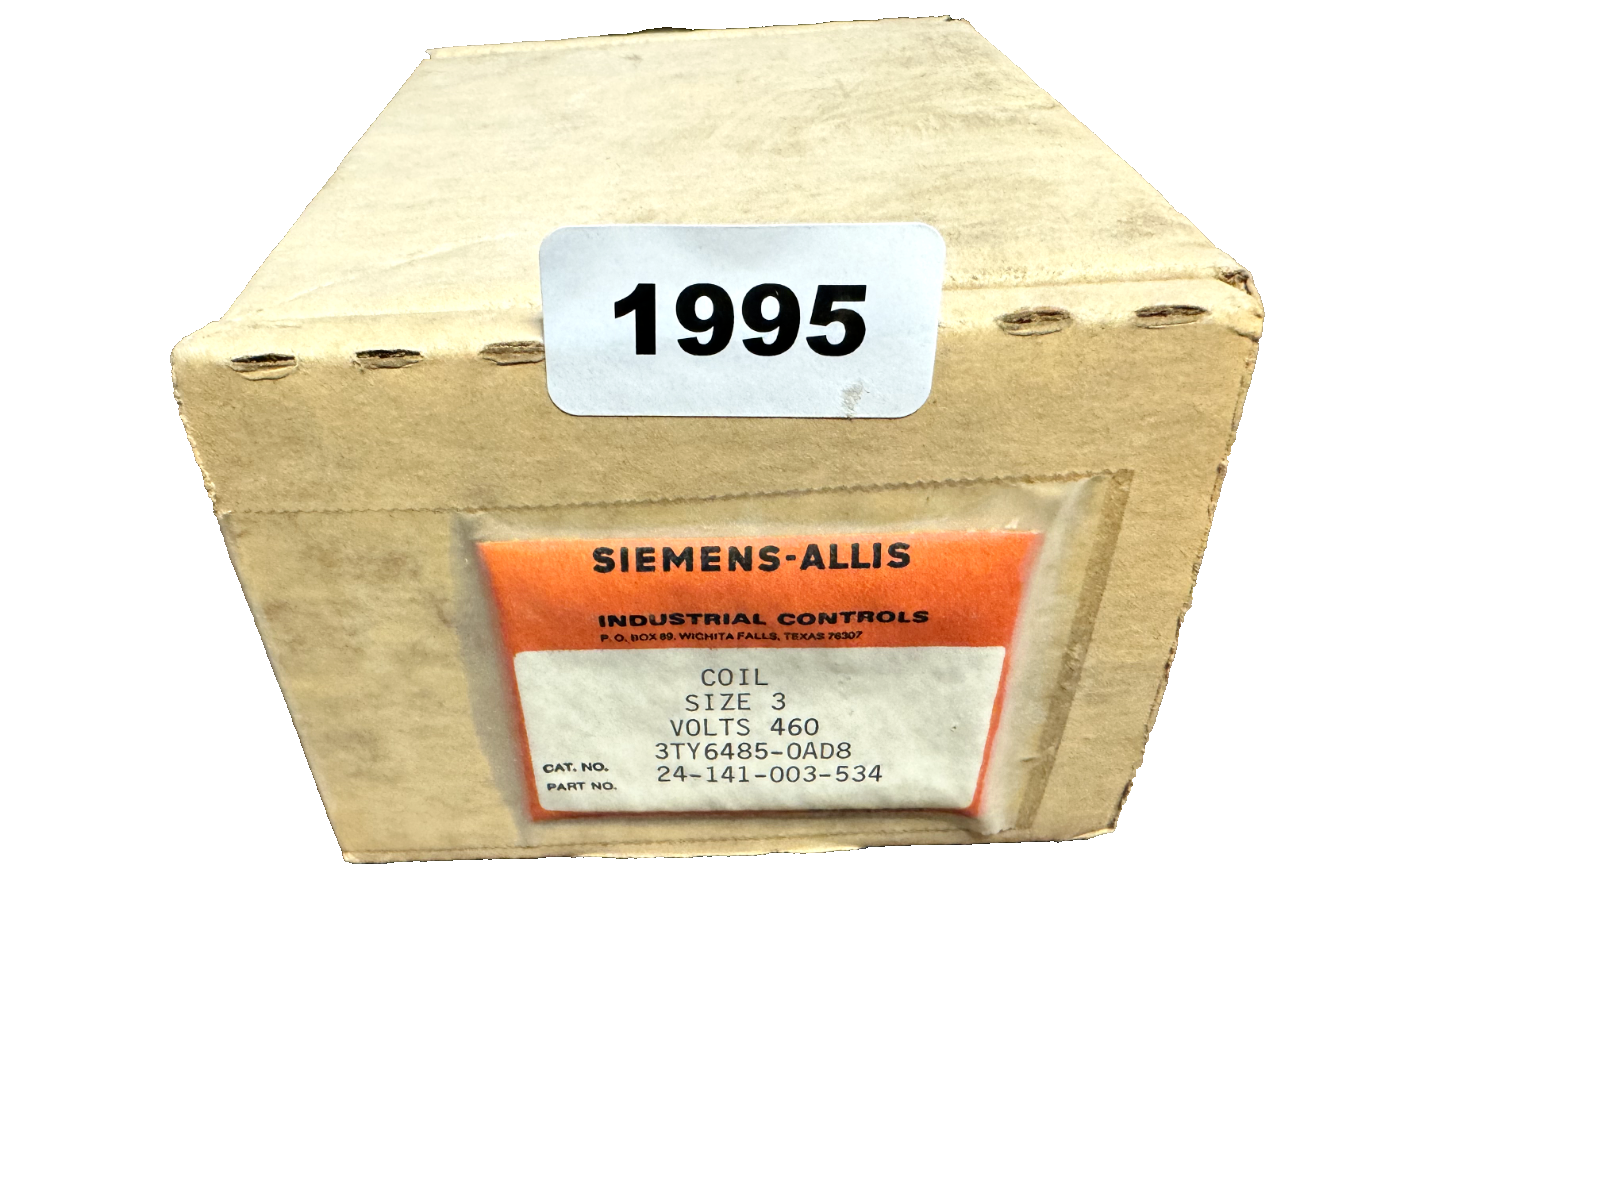 1995
SIEMENS-ALLIS
INDUSTRIAL CONTROLS
P. O. BOX 89, WICHITA FALLS, TEXAS 76307
COIL
SIZE 3
VOLTS 460
3TY6485-0AD8
CAT. NO. 24-141-003-534
PART NO.